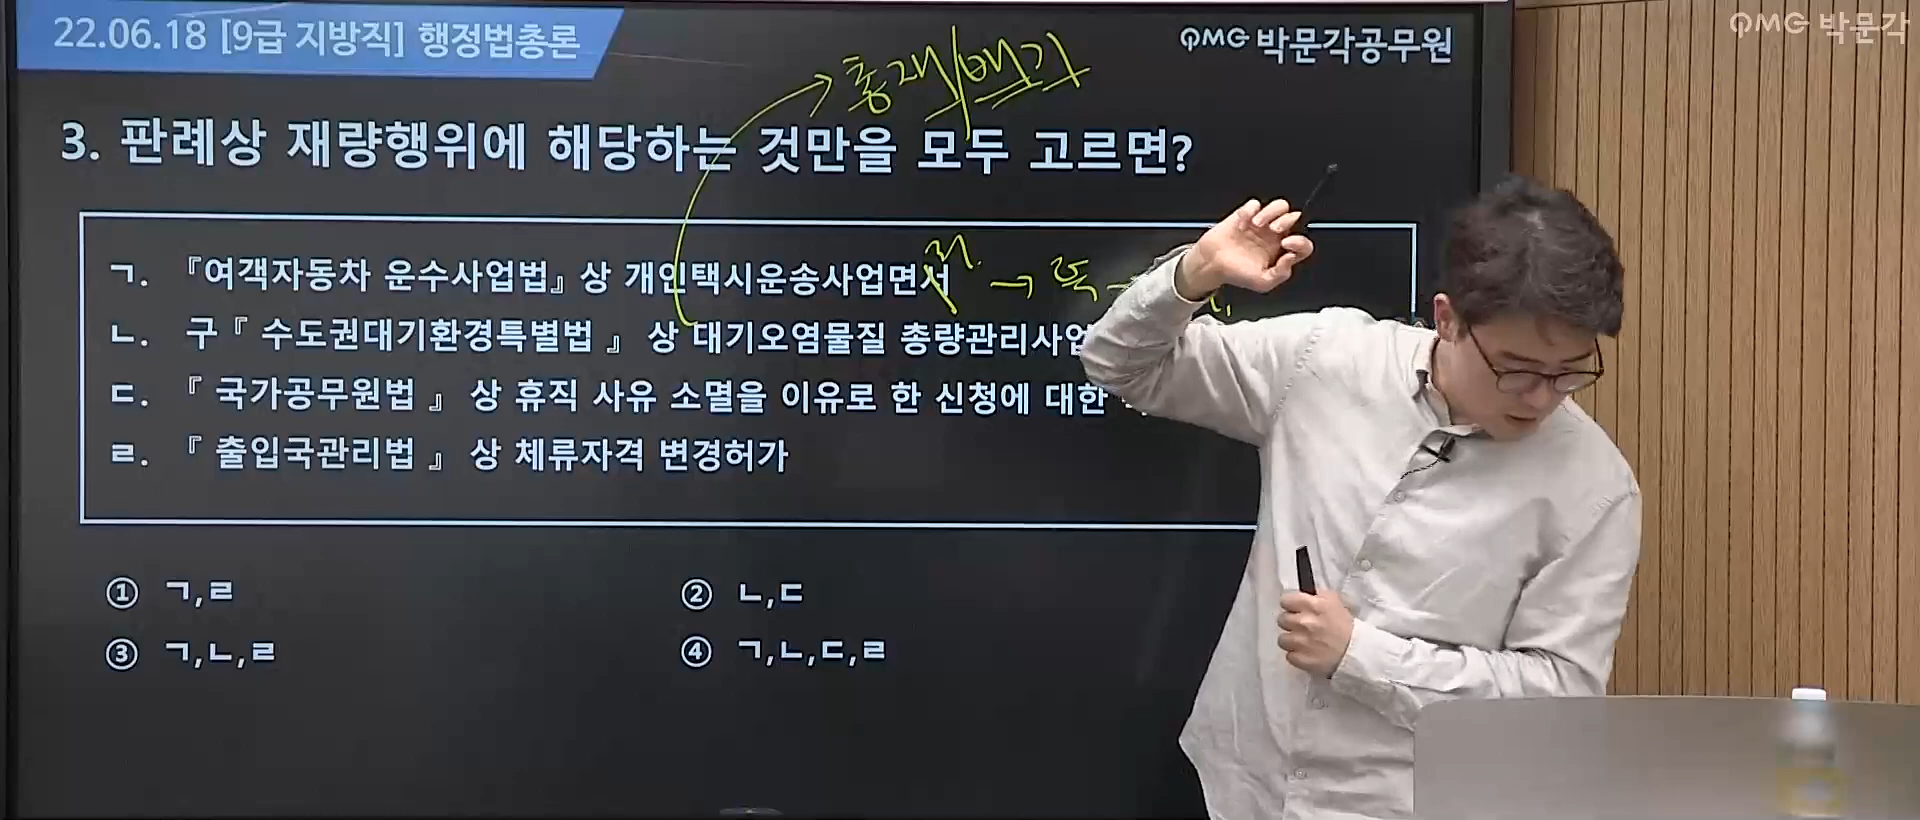 22.06.18 [9급 지방직] 행정법총론
박문각공무원
박문각
총재/배각
3. 판례상 재량행위에 해당하는 것만을 모두 고르면?
ㄱ. 『여객자동차 운수사업법』 상 개인택시운송사업면서
→ 특
ㄴ. 구 『 수도권대기환경특별법 』 상 대기오염물질 총량관리사업
ㄷ. 『 국가공무원법 』 상 휴직 사유 소멸을 이유로 한 신청에 대한
ㄹ. 『 출입국관리법 』 상 체류자격 변경허가
① ㄱ,ㄹ
② ㄴ,ㄷ
③ ㄱ,ㄴ,ㄹ
④ ㄱ,ㄴ,ㄷ,ㄹ